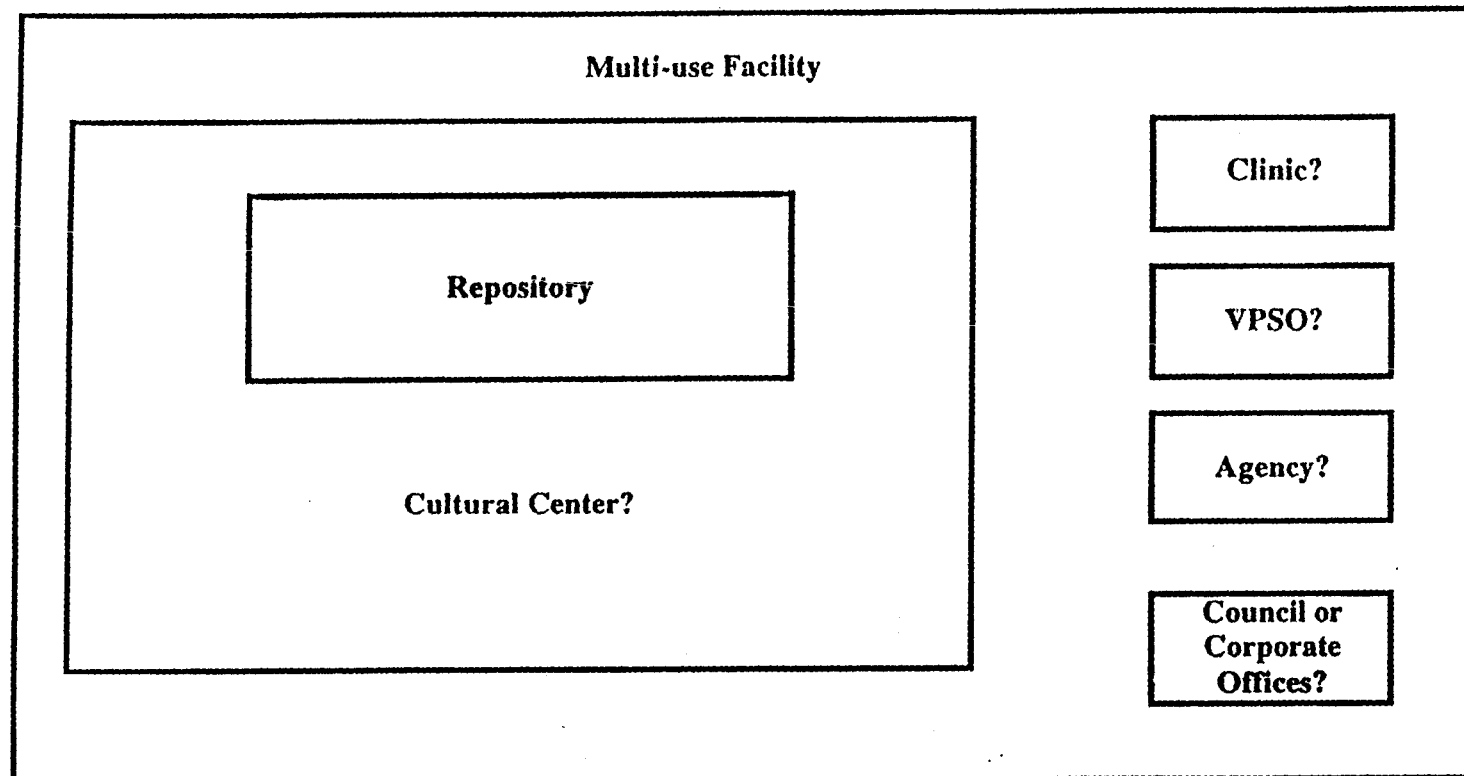 Multi-use Facility
Repository
Cultural Center?
Clinic?
VPSO?
Agency?
Council or
Corporate
Offices?